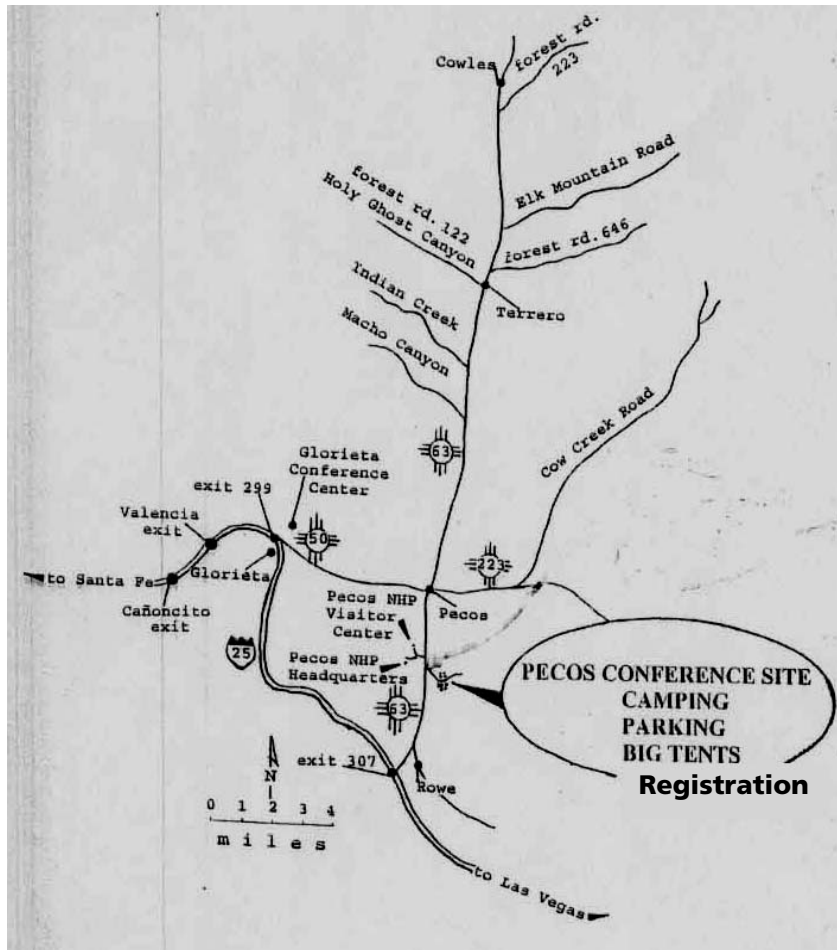 Cowles
forest rd.
223
Elk Mountain Road
forest rd. 122
Holy Ghost Canyon
forest rd. 646
Terrero
Indian Creek
Macho Canyon
63
Cow Creek Road
Glorieta
Conference
Center
exit 299
Valencia
exit
50
Glorieta
to Santa Fe
Cañoncito
exit
223
Pecos
Pecos NHP
Visitor
Center
25
Pecos NHP
Headquarters
63
PECOS CONFERENCE SITE
CAMPING
PARKING
BIG TENTS
Registration
exit 307
Rowe
N
0 1 2 3 4
miles
to Las Vegas